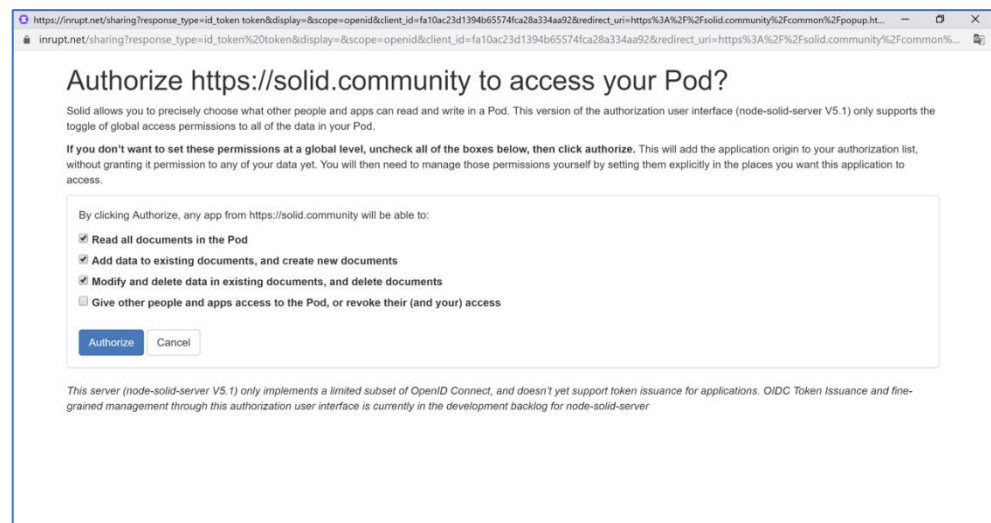 https://inrupt.net/sharing?response_type=id_token token&display=&scope=openid&client_id=fa10ac23d1394b65574fca28a334aa92&redirect_uri=https%3A%2F%2Fsolid.community%2Fcommon%2Fpopup.ht...
inrupt.net/sharing?response_type=id_token%20token&display=&scope=openid&client_id=fa10ac23d1394b65574fca28a334aa92&redirect_uri=https%3A%2F%2Fsolid.community%2Fcommon%...
Authorize https://solid.community to access your Pod?
Solid allows you to precisely choose what other people and apps can read and write in a Pod. This version of the authorization user interface (node-solid-server V5.1) only supports the
toggle of global access permissions to all of the data in your Pod.
If you don't want to set these permissions at a global level, uncheck all of the boxes below, then click authorize. This will add the application origin to your authorization list,
without granting it permission to any of your data yet. You will then need to manage those permissions yourself by setting them explicitly in the places you want this application to
access.
By clicking Authorize, any app from https://solid.community will be able to:
Read all documents in the Pod
Add data to existing documents, and create new documents
Modify and delete data in existing documents, and delete documents
Give other people and apps access to the Pod, or revoke their (and your) access
Authorize Cancel
This server (node-solid-server V5.1) only implements a limited subset of OpenID Connect, and doesn't yet support token issuance for applications. OIDC Token Issuance and fine-
grained management through this authorization user interface is currently in the development backlog for node-solid-server